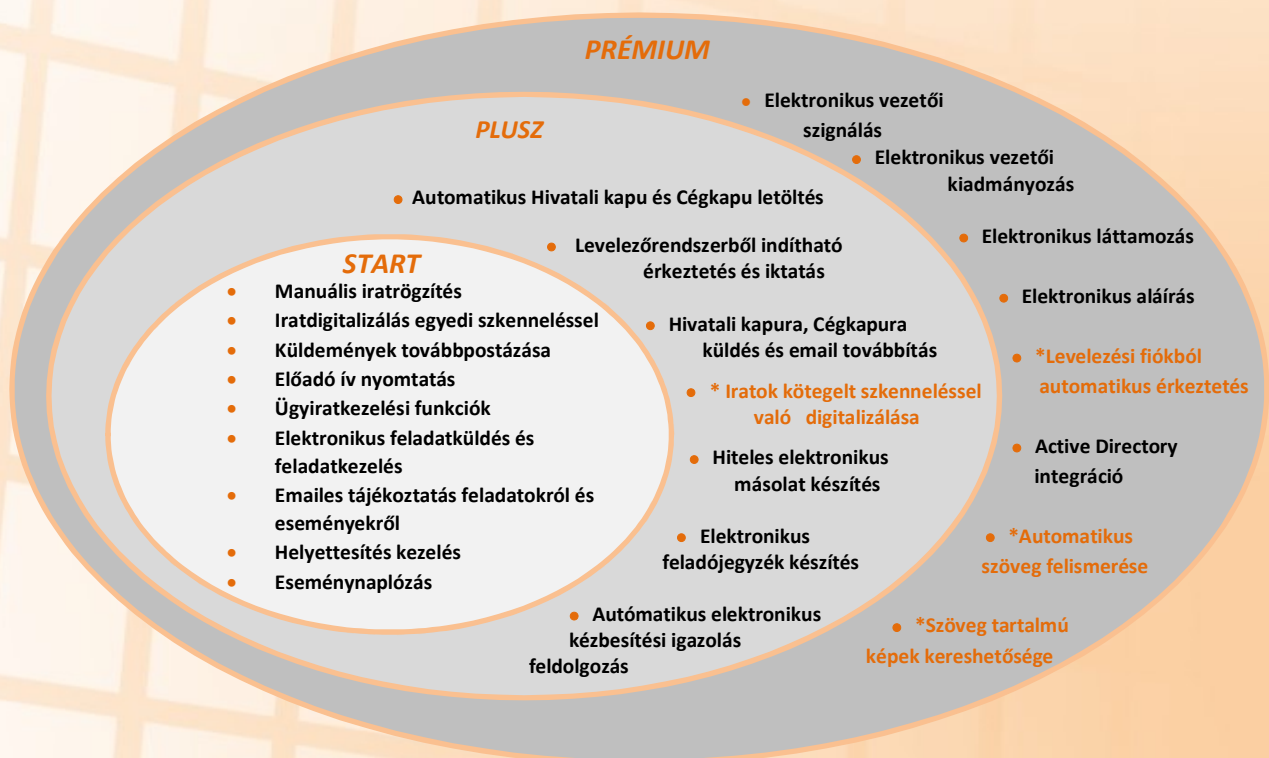 PRÉMIUM
• Elektronikus vezetői
szignálás
• Elektronikus vezetői
kiadmányozás
• Elektronikus láttamozás
• Elektronikus aláírás
• *Levelezési fiókból
automatikus érkeztetés
• Active Directory
integráció
• *Automatikus
szöveg felismerése
• *Szöveg tartalmú
képek kereshetősége
PLUSZ
• Automatikus Hivatali kapu és Cégkapu letöltés
• Levelezőrendszerből indítható
érkeztetés és iktatás
• Hivatali kapura, Cégkapura
küldés és email továbbítás
• * Iratok kötegelt szkenneléssel
való digitalizálása
• Hiteles elektronikus
másolat készítés
• Elektronikus
feladójegyzék készítés
• Autómatikus elektronikus
kézbesítési igazolás
feldolgozás
START
• Manuális iratrögzítés
• Iratdigitalizálás egyedi szkenneléssel
• Küldemények továbbpostázása
• Előadó ív nyomtatás
• Ügyiratkezelési funkciók
• Elektronikus feladatküldés és
feladatkezelés
• Emailes tájékoztatás feladatokról és
eseményekről
• Helyettesítés kezelés
• Eseménynaplózás